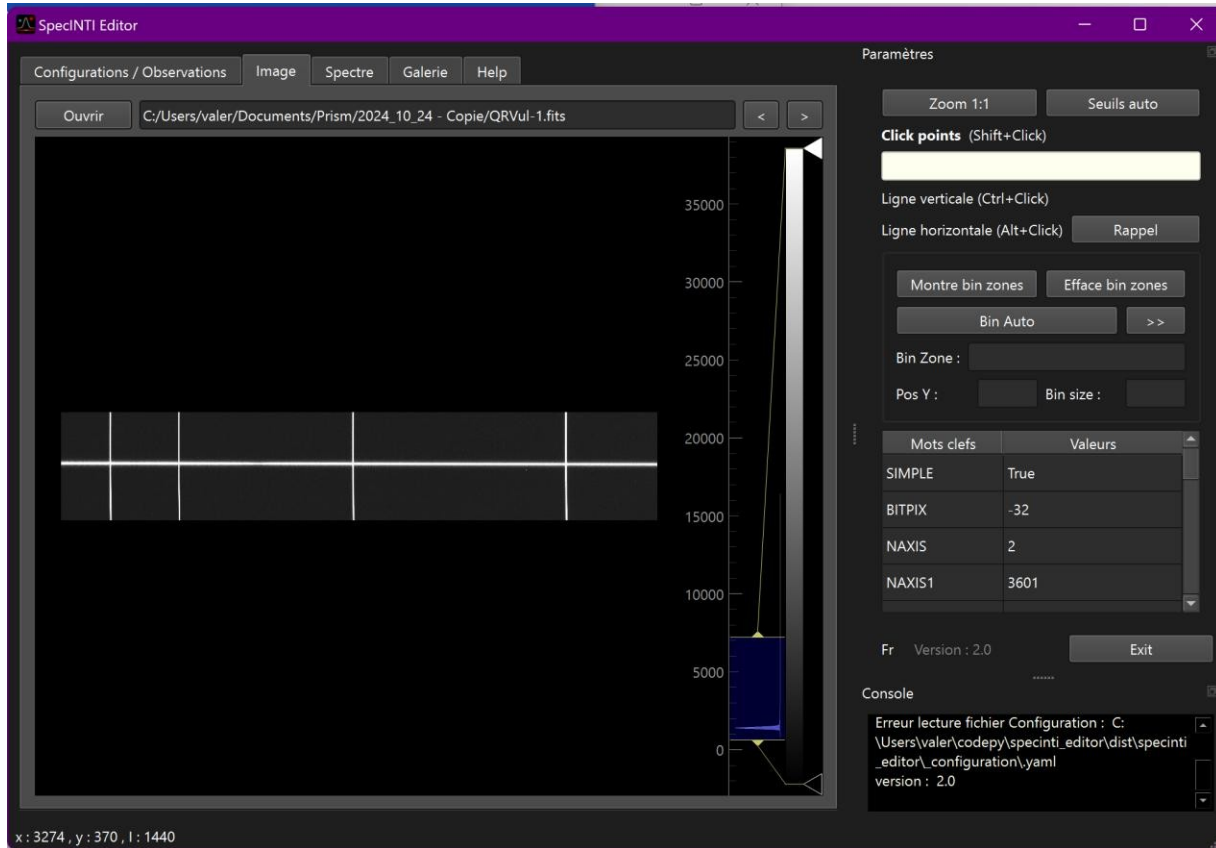 SpecINTI Editor
Configurations / Observations Image Spectre Galerie Help
Ouvrir C:/Users/valer/Documents/Prism/2024_10_24 - Copie/QRVul-1.fits < >
35000
30000
25000
20000
15000
10000
5000
0
Paramètres
Zoom 1:1 Seuils auto
Click points (Shift+Click)
Ligne verticale (Ctrl+Click)
Ligne horizontale (Alt+Click) Rappel
Montre bin zones Efface bin zones
Bin Auto >>
Bin Zone :
Pos Y : Bin size :
Mots clefs Valeurs
SIMPLE True
BITPIX -32
NAXIS 2
NAXIS1 3601
Fr Version : 2.0 Exit
Console
Erreur lecture fichier Configuration : C:
\Users\valer\codepy\specinti_editor\dist\specinti
_editor\_configuration\.yaml
version : 2.0
x : 3274 , y : 370 , I : 1440